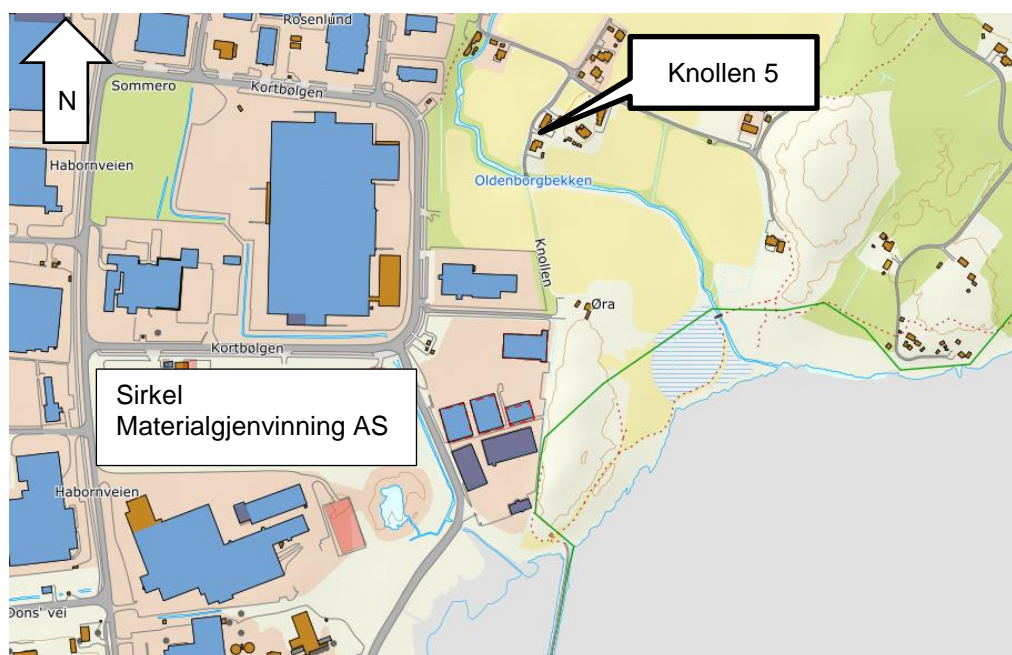 Rosenlund
N
Sommero
Kortbølgen
Knollen 5
Habornveien
Oldenborgbekken
Knollen
Øra
Kortbølgen
Sirkel
Materialgjenvinning AS
Habornveien
Dons' vei